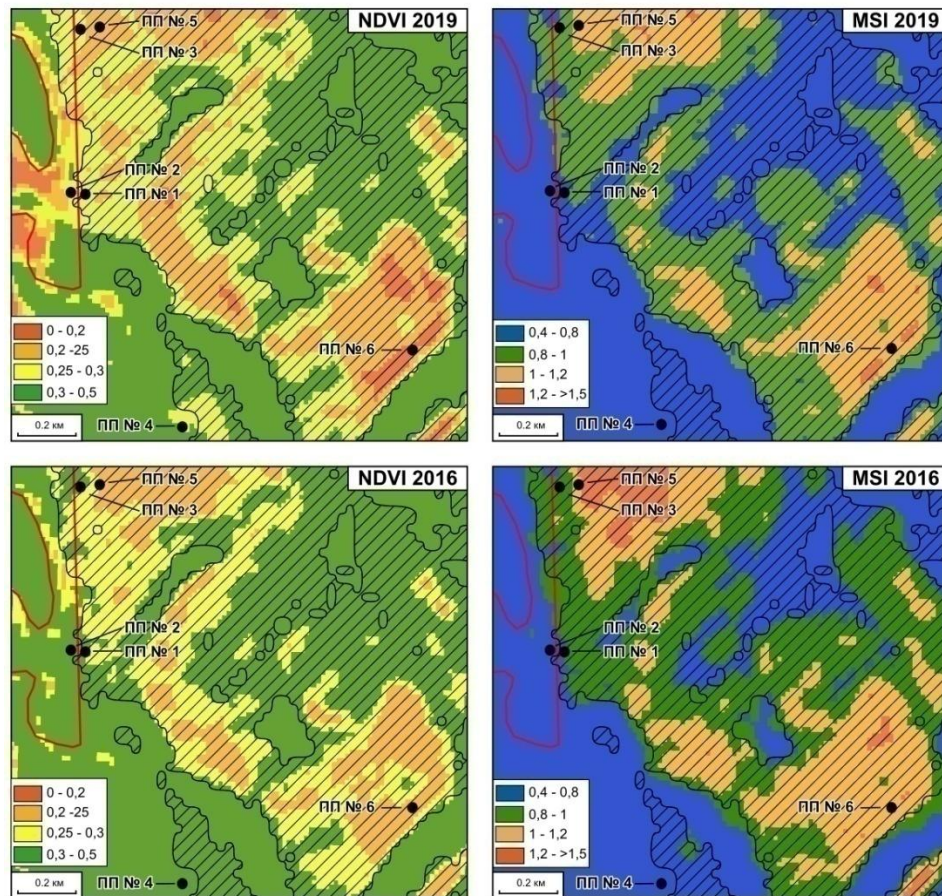 NDVI 2019
ПП № 5
ПП № 3
ПП № 2
ПП № 1
ПП № 6
ПП № 4
0 - 0,2
0,2 -25
0,25 - 0,3
0,3 - 0,5
0.2 км
MSI 2019
ПП № 5
ПП № 3
ПП № 2
ПП № 1
ПП № 6
ПП № 4
0,4 - 0,8
0,8 - 1
1 - 1,2
1,2 - >1,5
0.2 км
NDVI 2016
ПП № 5
ПП № 3
ПП № 2
ПП № 1
ПП № 6
ПП № 4
0 - 0,2
0,2 -25
0,25 - 0,3
0,3 - 0,5
0.2 км
MSI 2016
ПП № 5
ПП № 3
ПП № 2
ПП № 1
ПП № 6
ПП № 4
0,4 - 0,8
0,8 - 1
1 - 1,2
1,2 - >1,5
0.2 км